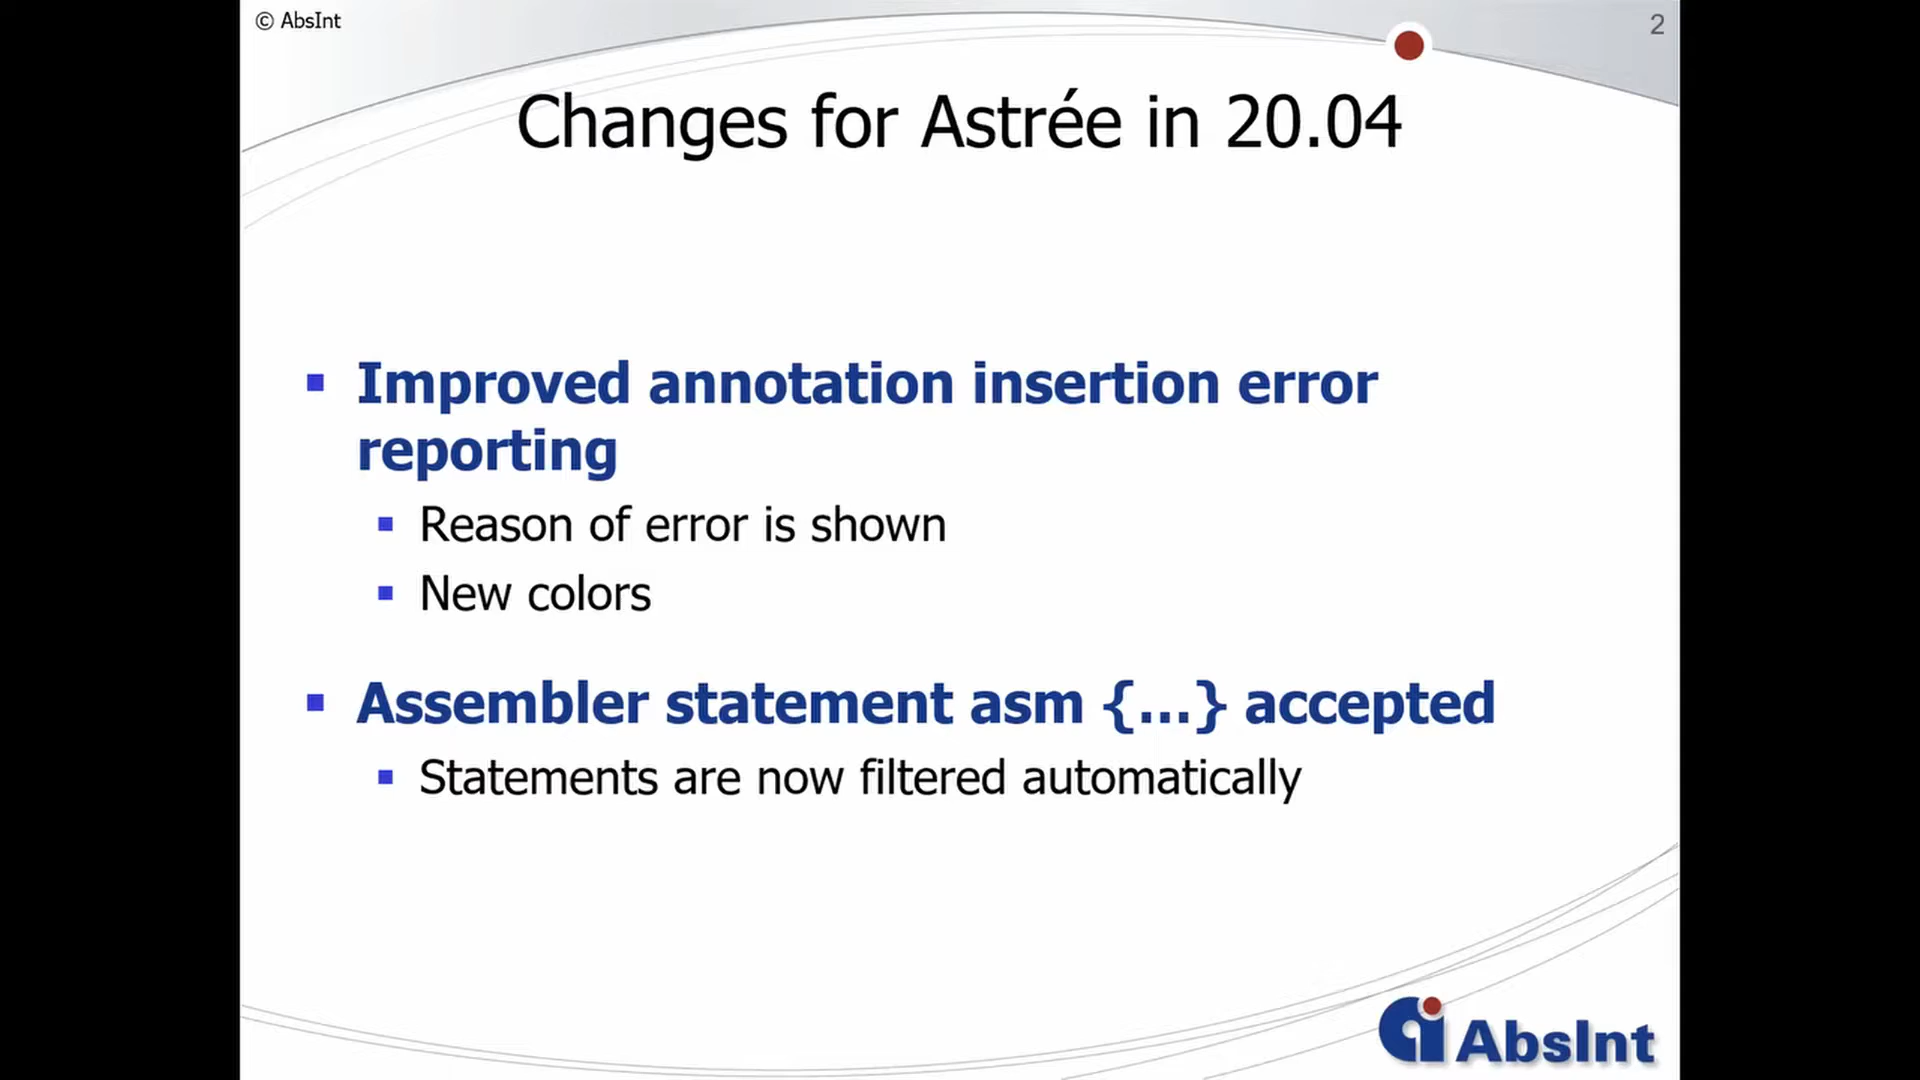 © AbsInt
2
Changes for Astrée in 20.04
Improved annotation insertion error
reporting
Reason of error is shown
New colors
Assembler statement asm {…} accepted
Statements are now filtered automatically
AbsInt